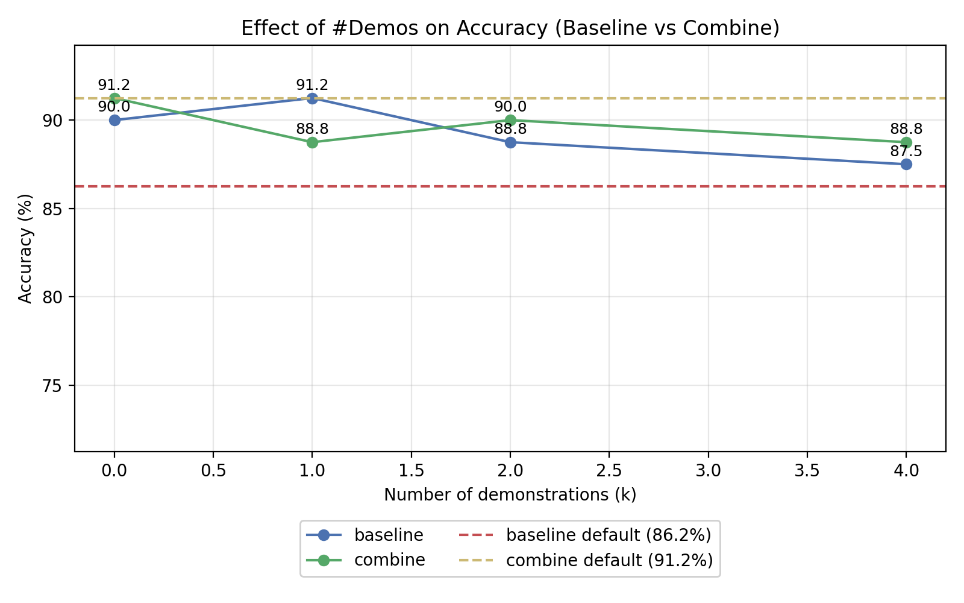 Effect of #Demos on Accuracy (Baseline vs Combine)
91.2
90.0
91.2
88.8
90.0
88.8
88.8
87.5
90
85
80
75
Accuracy (%)
0.0 0.5 1.0 1.5 2.0 2.5 3.0 3.5 4.0
Number of demonstrations (k)
baseline baseline default (86.2%)
combine combine default (91.2%)